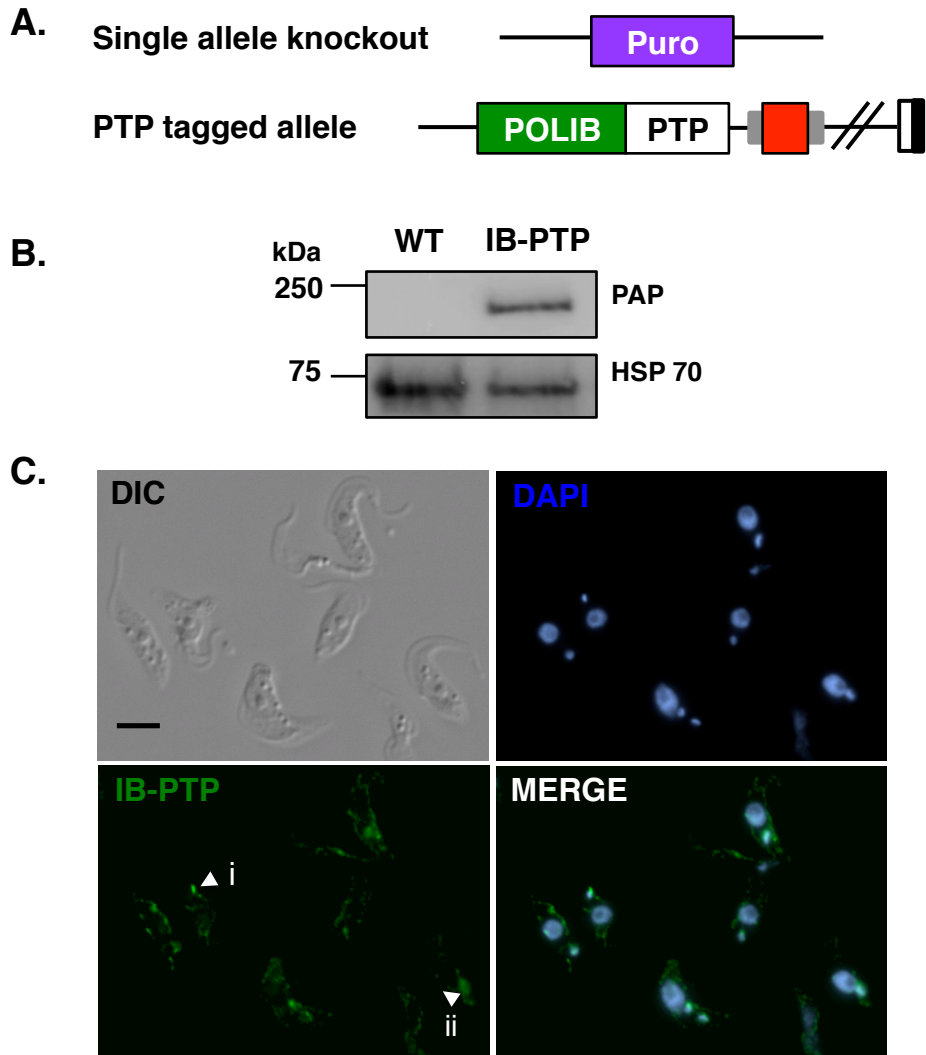 A.
Single allele knockout
Puro
PTP tagged allele
POLIB PTP
B.
kDa
WT IB-PTP
250
PAP
75
HSP 70
C.
DIC
DAPI
IB-PTP
i
ii
MERGE